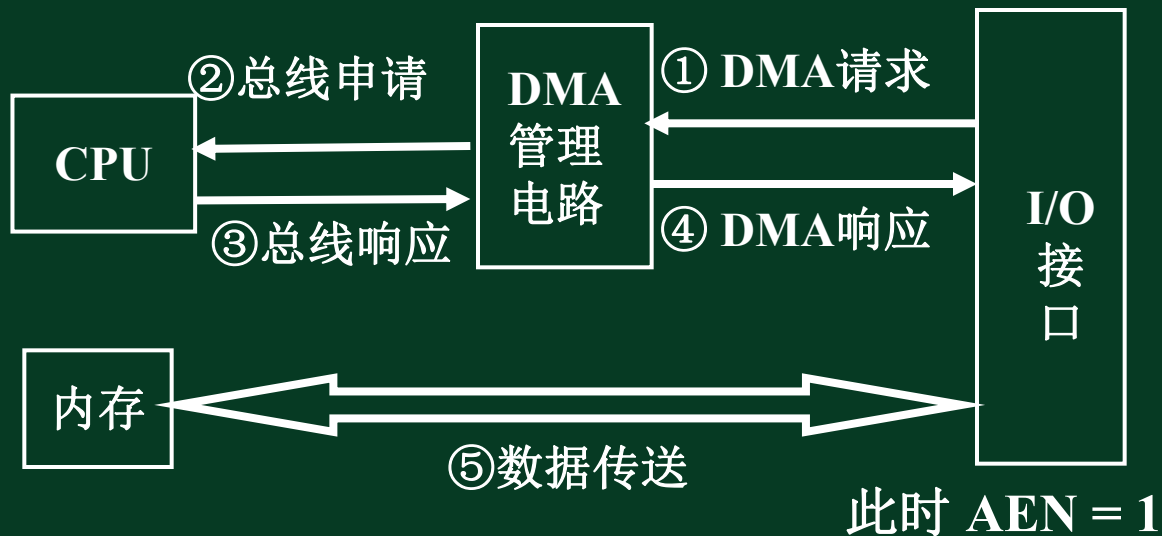 ②总线申请
① DMA请求
CPU
DMA
管理
电路
③总线响应
④ DMA响应
I/O
接
口
内存
⑤数据传送
此时 AEN = 1